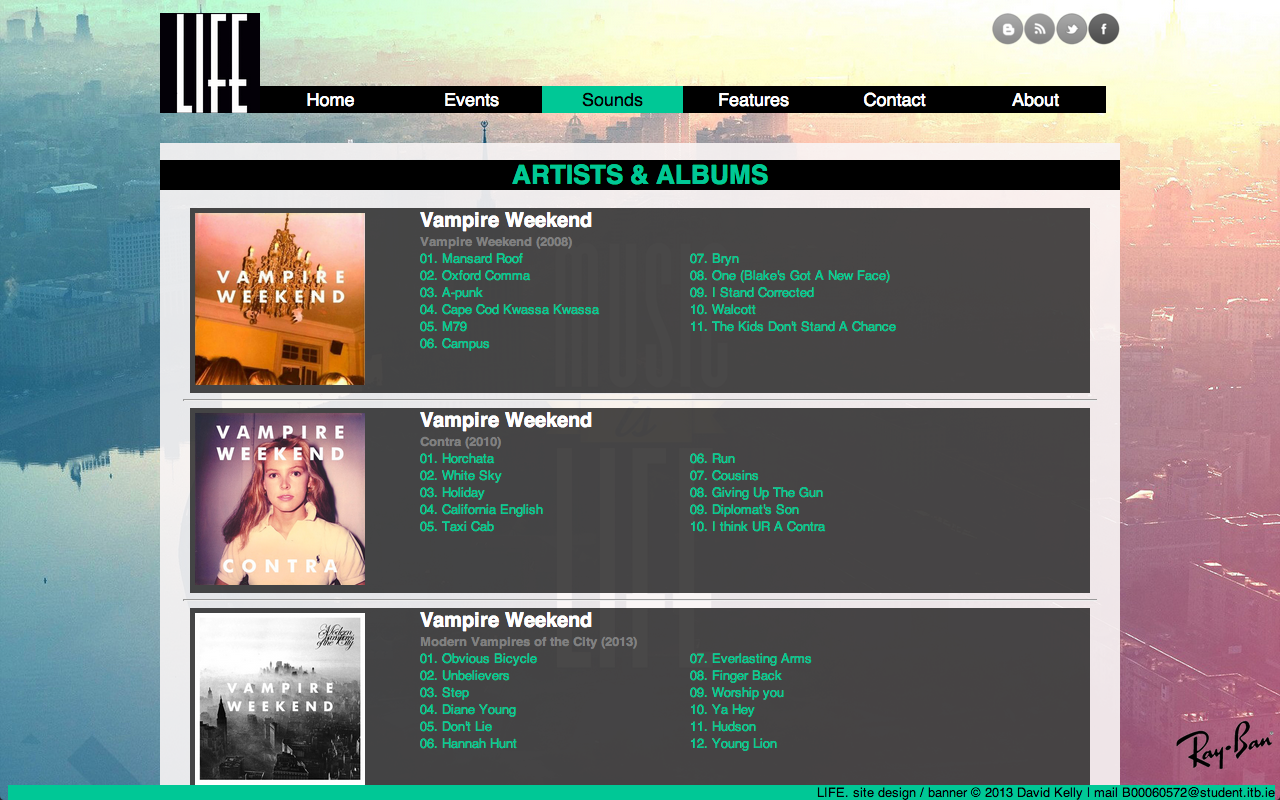 LIFE
Home Events Sounds Features Contact About
ARTISTS & ALBUMS
VAMPIRE
WEEKEND
Vampire Weekend
Vampire Weekend (2008)
01. Mansard Roof
02. Oxford Comma
03. A-punk
04. Cape Cod Kwassa Kwassa
05. M79
06. Campus
07. Bryn
08. One (Blake's Got A New Face)
09. I Stand Corrected
10. Walcott
11. The Kids Don't Stand A Chance
MUSIC
is
LIFE
VAMPIRE
WEEKEND
CONTRA
Vampire Weekend
Contra (2010)
01. Horchata
02. White Sky
03. Holiday
04. California English
05. Taxi Cab
06. Run
07. Cousins
08. Giving Up The Gun
09. Diplomat's Son
10. I think UR A Contra
Modern
Vampires
of the City
VAMPIRE
WEEKEND
Vampire Weekend
Modern Vampires of the City (2013)
01. Obvious Bicycle
02. Unbelievers
03. Step
04. Diane Young
05. Don't Lie
06. Hannah Hunt
07. Everlasting Arms
08. Finger Back
09. Worship you
10. Ya Hey
11. Hudson
12. Young Lion
Ray-Ban
LIFE. site design / banner © 2013 David Kelly | mail B00060572@student.itb.ie